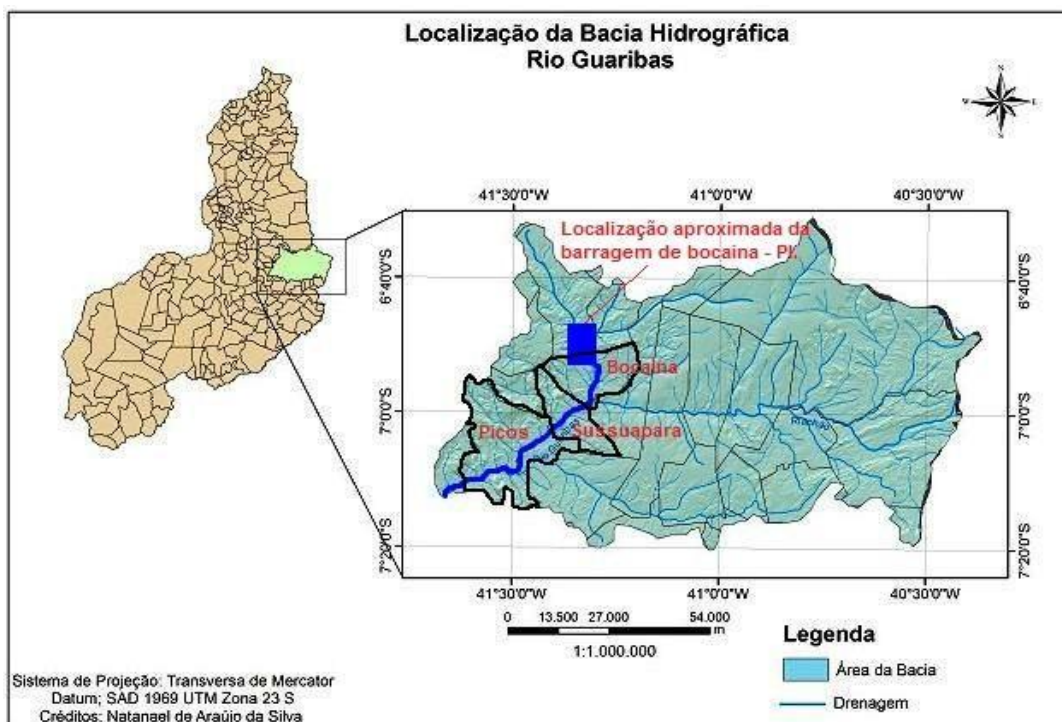 Localização da Bacia Hidrográfica
Rio Guaribas
N
W
E
S
41°30'0"W
41°0'0"W
40°30'0"W
Localização aproximada da
barragem de bocaina - PI.
6°40'0"S
6°40'0"S
Bocaina
7°0'0"S
7°0'0"S
Picos
Sussuapara
Riachão
7°20'0"S
7°20'0"S
41°30'0"W
41°0'0"W
40°30'0"W
0 13.500 27.000 54.000
m
1:1.000.000
Legenda
Área da Bacia
Drenagem
Sistema de Projeção: Transversa de Mercator
Datum; SAD 1969 UTM Zona 23 S
Créditos: Natanael de Araújo da Silva